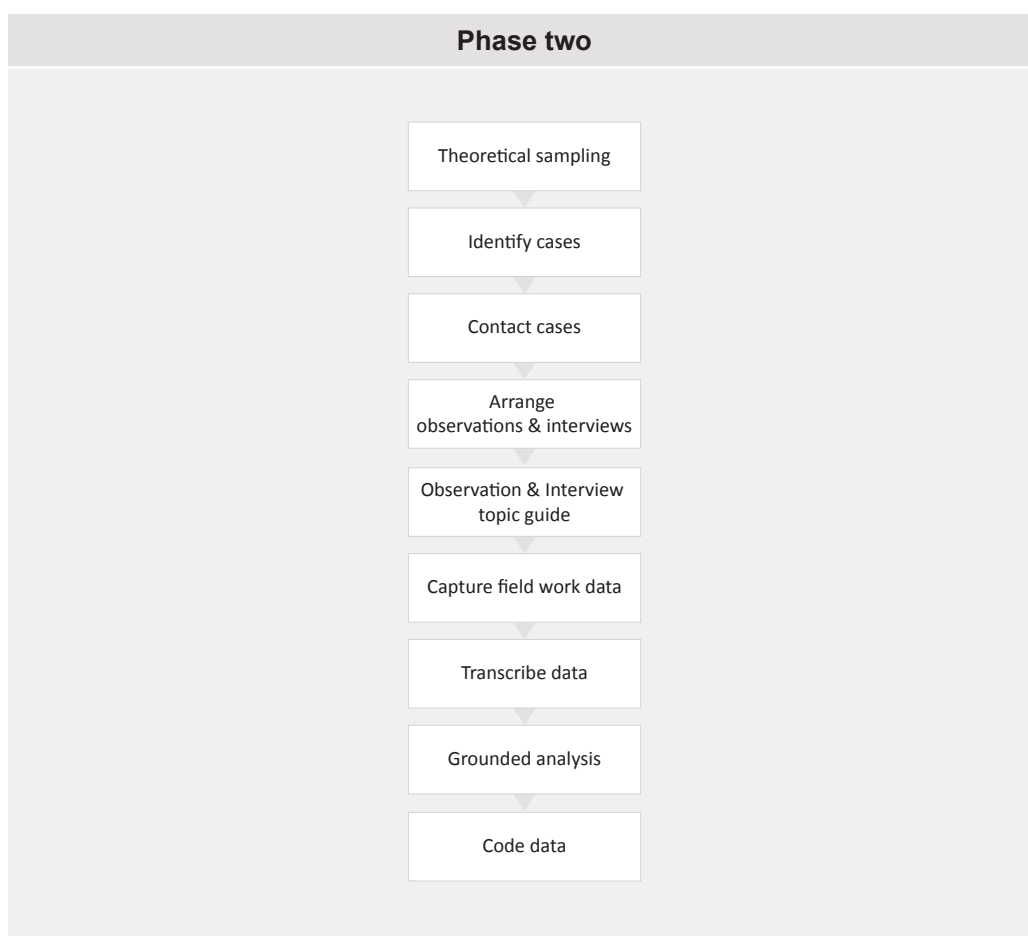 Phase two
Theoretical sampling
Identify cases
Contact cases
Arrange
observations & interviews
Observation & Interview
topic guide
Capture field work data
Transcribe data
Grounded analysis
Code data